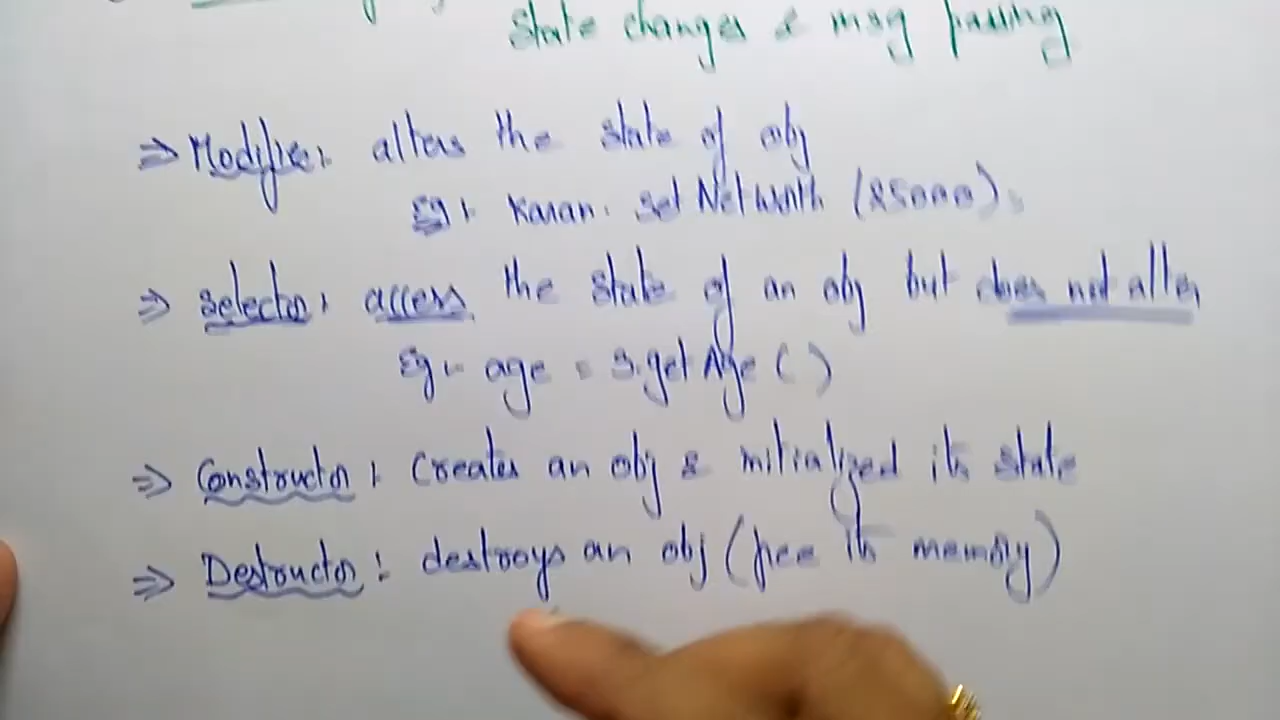 state changes & msg passing
⇒ Modifier: alters the state of obj
Eg:- Karan. set Networth (25000);
⇒ selector: access the state of an obj but does not alter
Eg:- age = s.get Age ( )
⇒ Constructor: Creates an obj & initialized its state
⇒ Destructor: destroys an obj (free its memory)